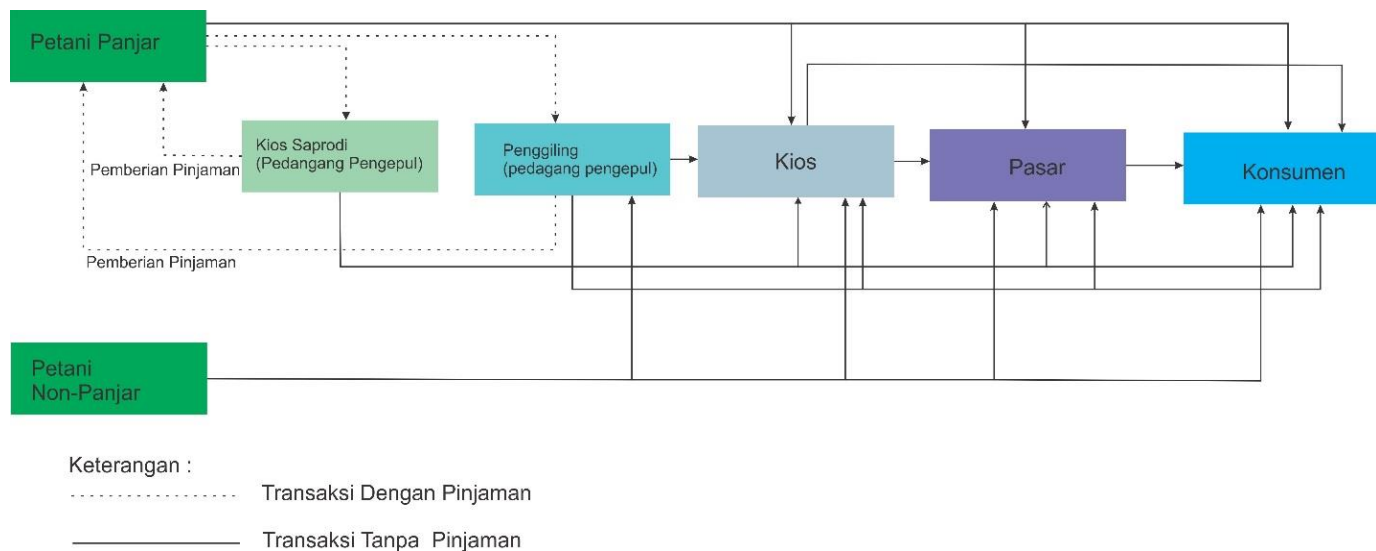 Petani Panjar
Kios Saprodi
(Pedangang Pengepul)
Penggiling
(pedagang pengepul)
Kios
Pasar
Konsumen
Pemberian Pinjaman
Pemberian Pinjaman
Petani
Non-Panjar
Keterangan :
Transaksi Dengan Pinjaman
Transaksi Tanpa Pinjaman